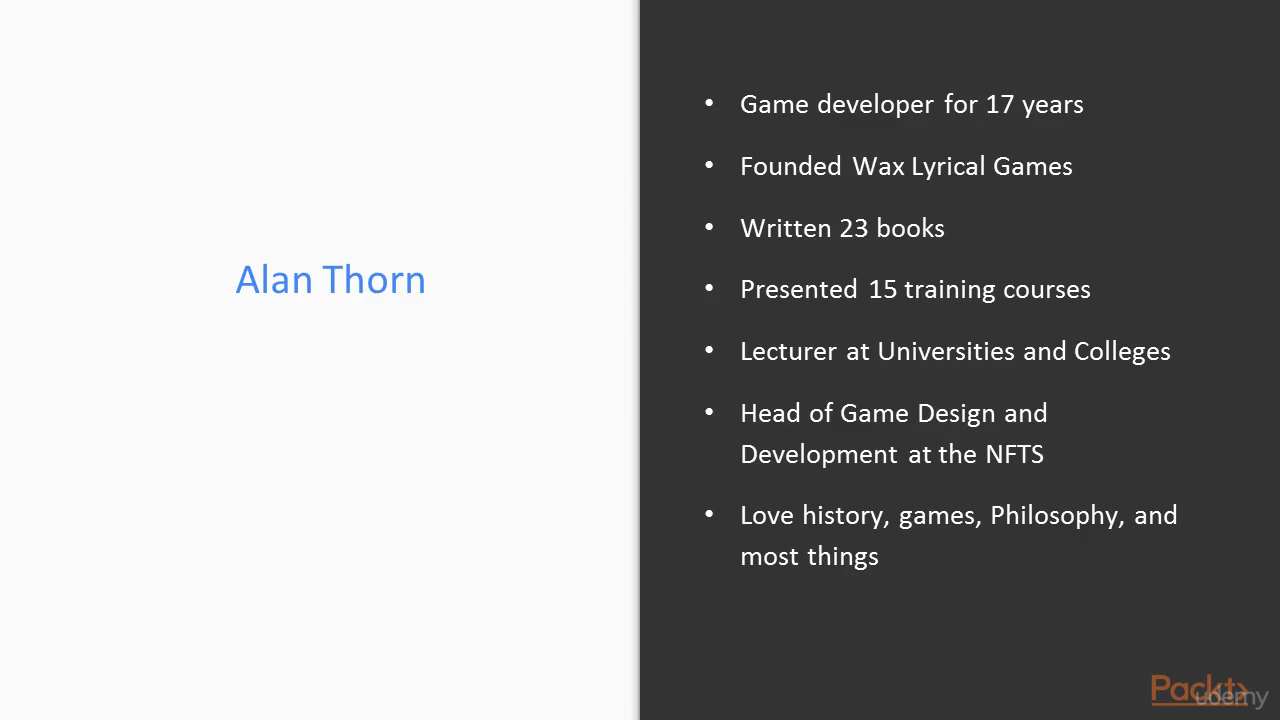 Alan Thorn
• Game developer for 17 years
• Founded Wax Lyrical Games
• Written 23 books
• Presented 15 training courses
• Lecturer at Universities and Colleges
• Head of Game Design and
Development at the NFTS
• Love history, games, Philosophy, and
most things
Packt>
udemy